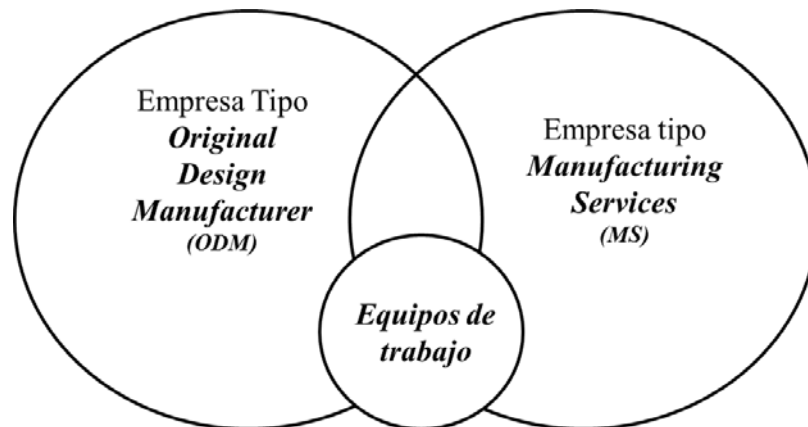 Empresa Tipo
Original
Design
Manufacturer
(ODM)
Empresa tipo
Manufacturing
Services
(MS)
Equipos de
trabajo